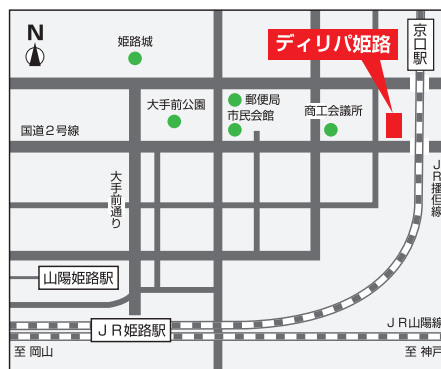 N
姫路城
ディリパ姫路
京口駅
大手前公園
郵便局
市民会館
商工会議所
国道2号線
大手前通り
JR播但線
山陽姫路駅
JR姫路駅
JR山陽線
至 岡山
至 神戸